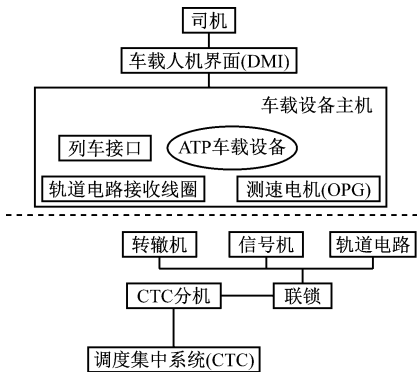 司机
车载人机界面(DMI)
车载设备主机
列车接口
ATP车载设备
轨道电路接收线圈
测速电机(OPG)
转辙机
信号机
轨道电路
CTC分机
联锁
调度集中系统(CTC)